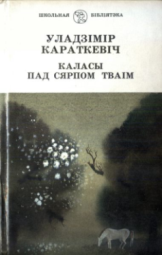 ШКОЛЬНАЯ БІБЛІЯТЭКА
УЛАДЗІМІР
КАРАТКЕВІЧ
КАЛАСЫ
ПАД СЯРПОМ ТВАІМ